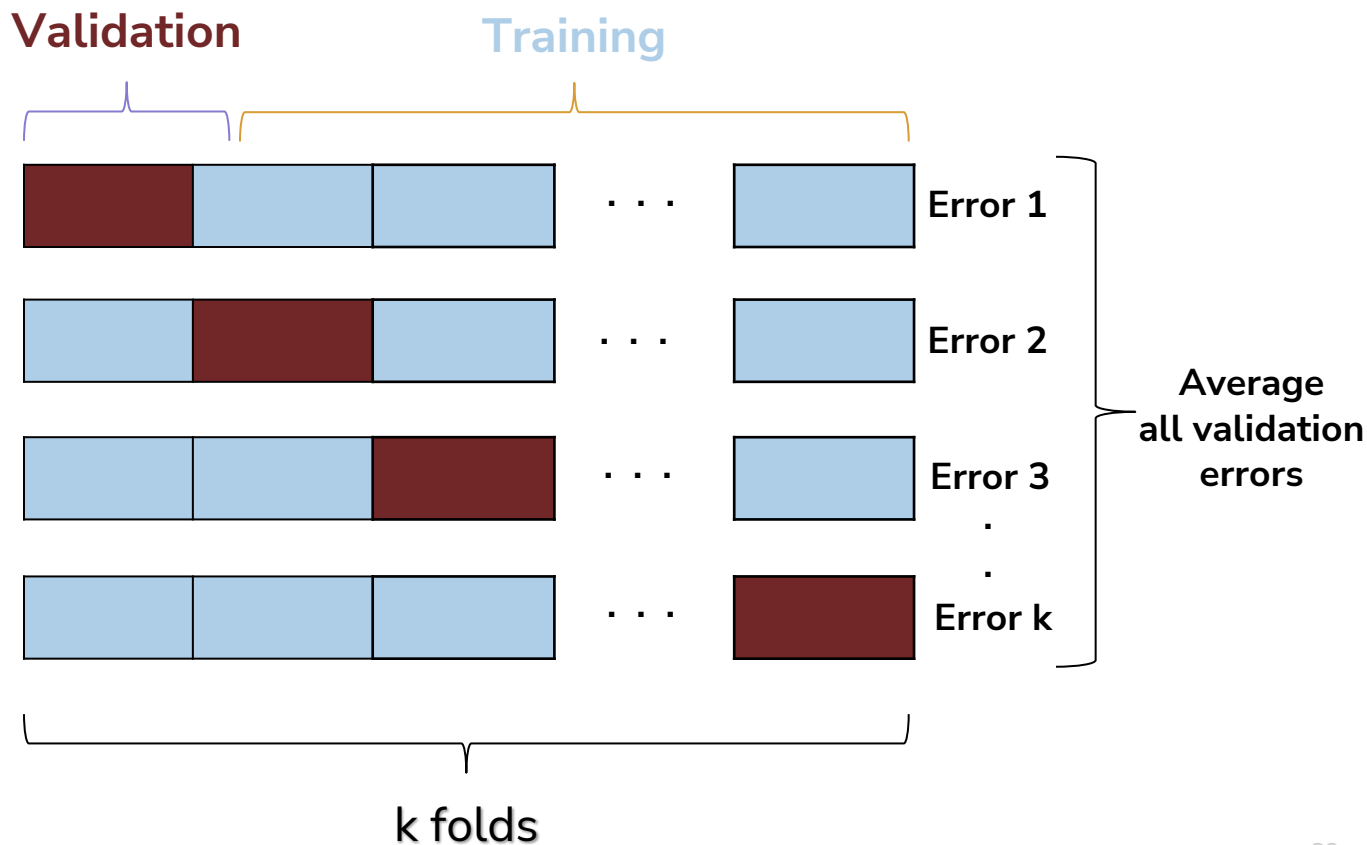 Validation
Training
. . .
Error 1
. . .
Error 2
Average
all validation
errors
. . .
Error 3
.
.
. . .
Error k
k folds